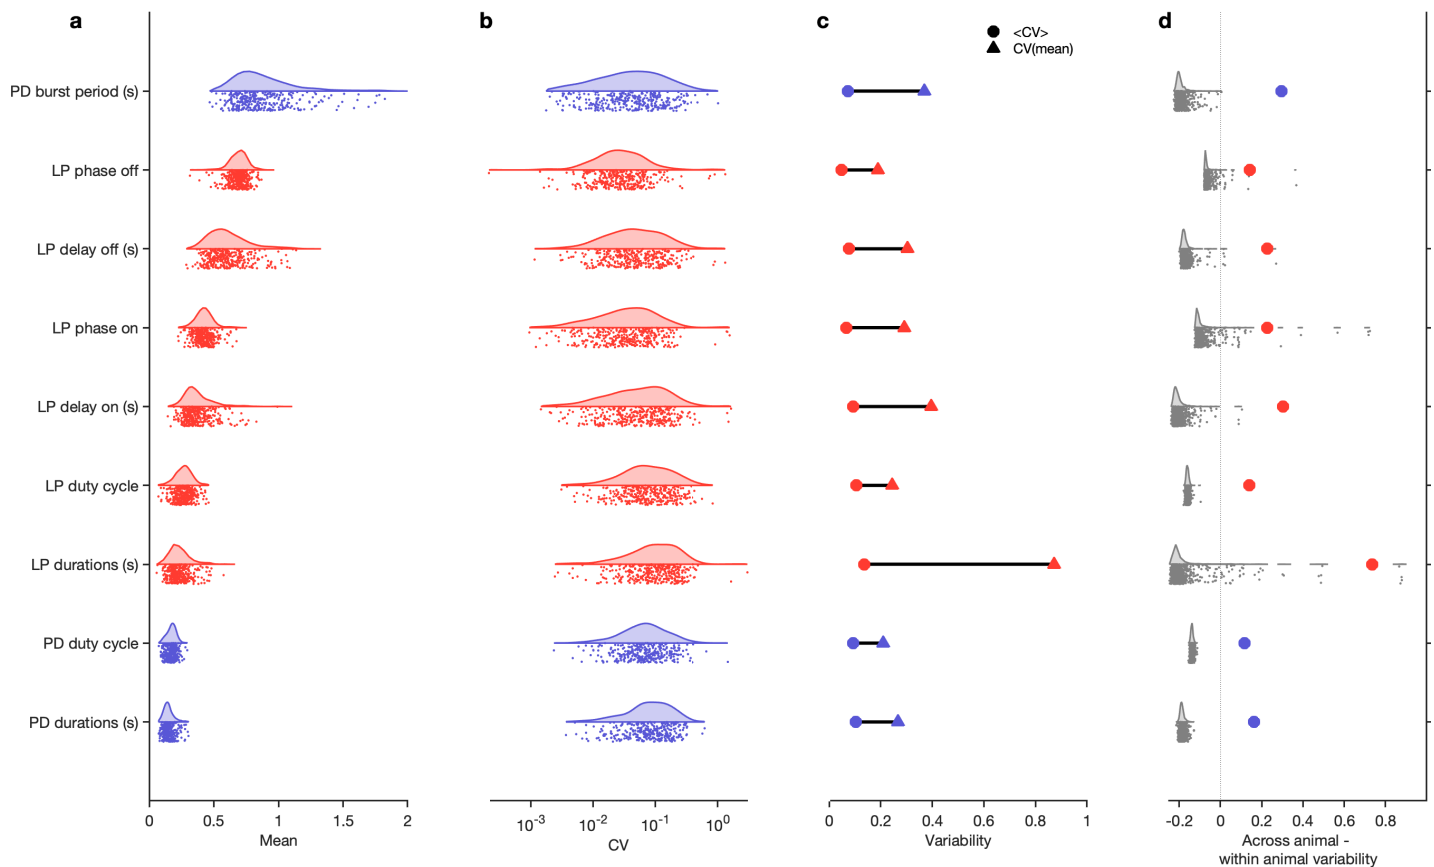 a
b
c
d
<CV>
CV(mean)
PD burst period (s)
LP phase off
LP delay off (s)
LP phase on
LP delay on (s)
LP duty cycle
LP durations (s)
PD duty cycle
PD durations (s)
0 0.5 1 1.5 2
Mean
10⁻³ 10⁻² 10⁻¹ 10⁰
CV
0 0.2 0.4 0.6 0.8 1
Variability
-0.2 0 0.2 0.4 0.6 0.8
Across animal -
within animal variability